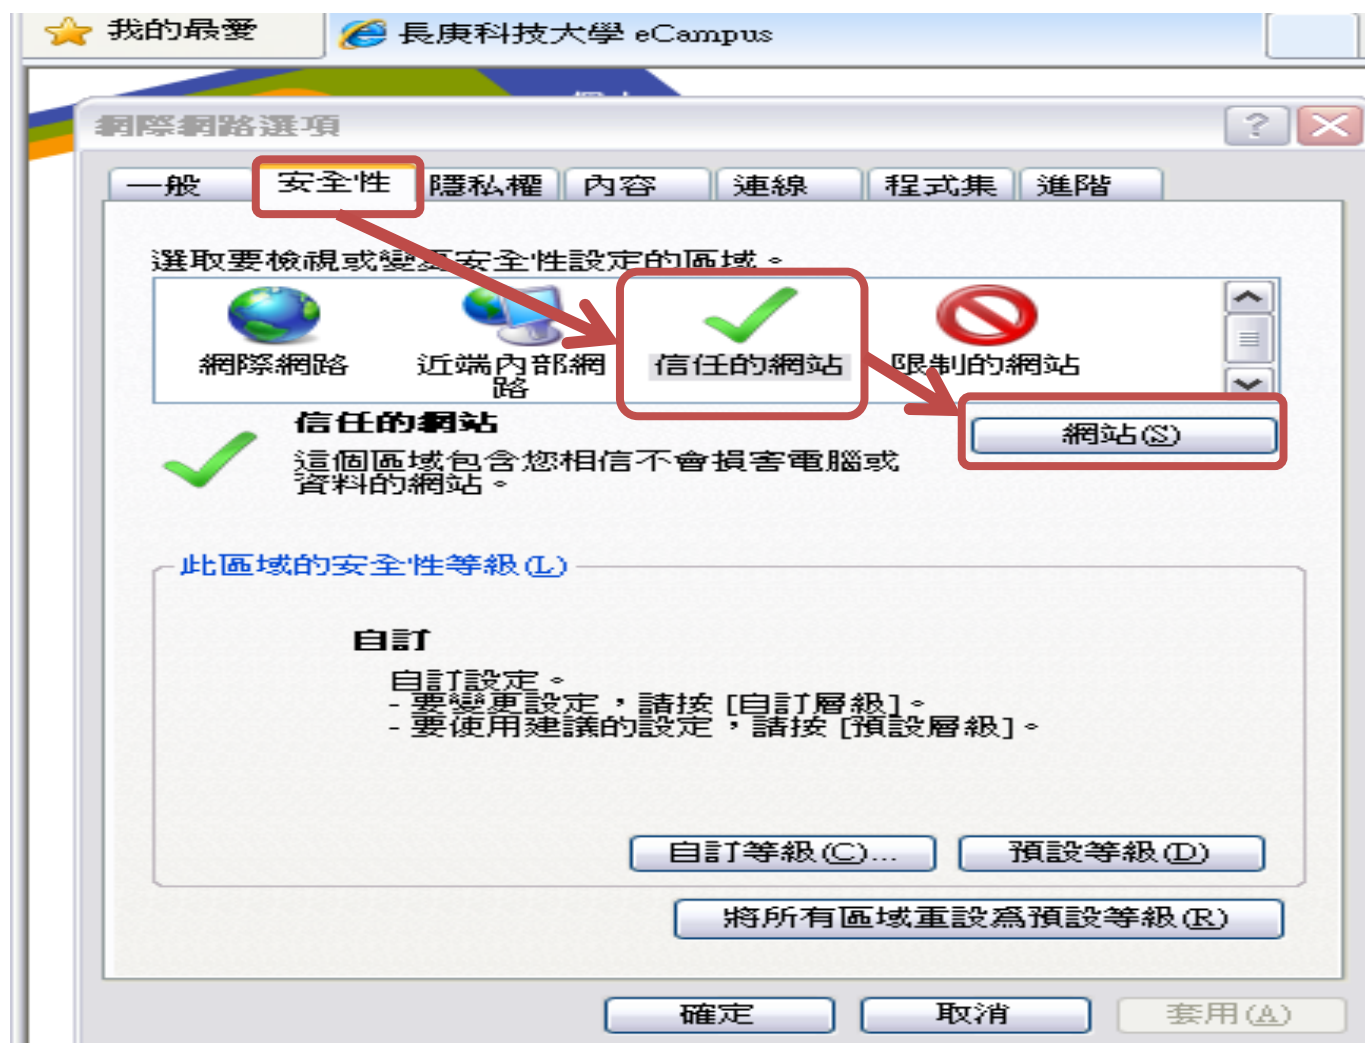 我的最愛
長庚科技大學 eCampus
網際網路選項
一般
安全性
隱私權
內容
連線
程式集
進階
選取要檢視或變更安全性設定的區域。
網際網路
近端內部網
路
信任的網站
限制的網站
信任的網站
網站(S)
這個區域包含您相信不會損害電腦或
資料的網站。
此區域的安全性等級(L)
自訂
自訂設定。
- 要變更設定，請按 [自訂層級]。
- 要使用建議的設定，請按 [預設層級]。
自訂等級(C)...
預設等級(D)
將所有區域重設為預設等級(R)
確定
取消
套用(A)